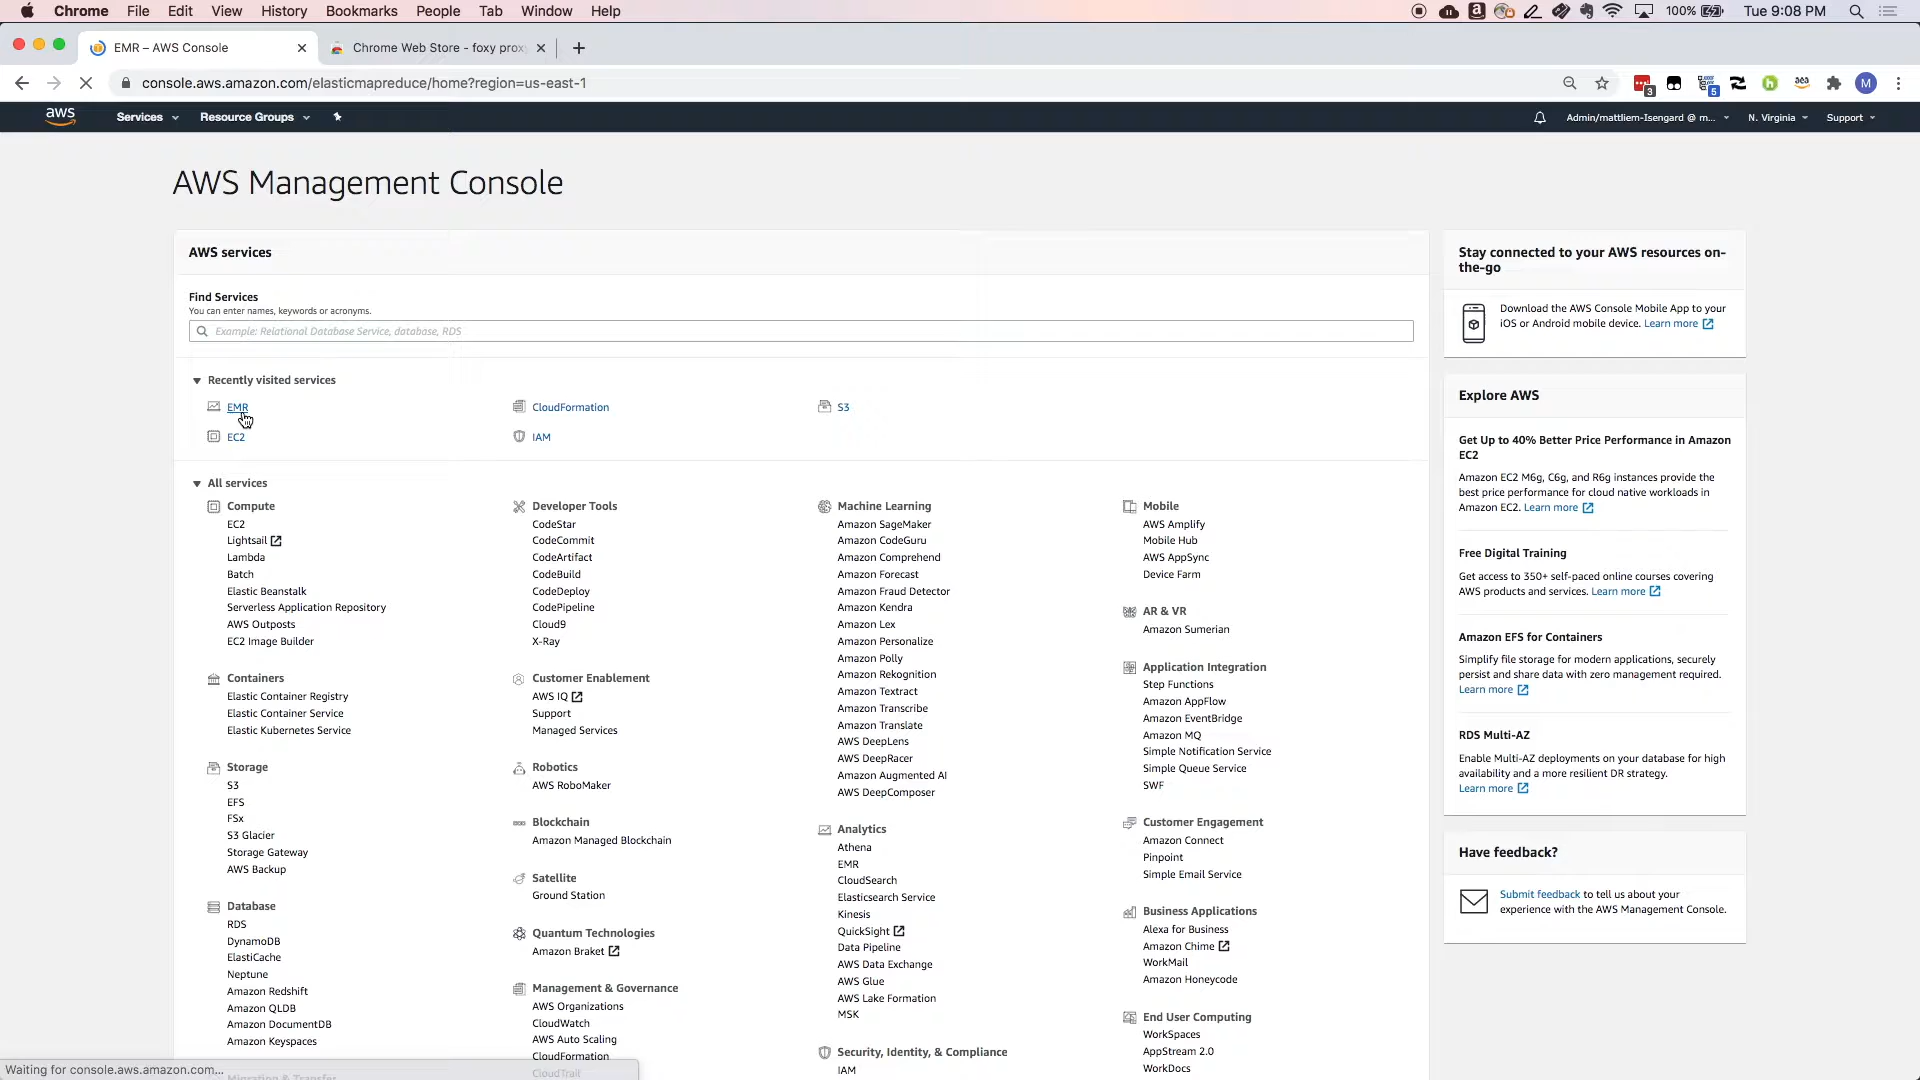 Chrome File Edit View History Bookmarks People Tab Window Help
100% Tue 9:08 PM
EMR – AWS Console
Chrome Web Store - foxy prox
console.aws.amazon.com/elasticmapreduce/home?region=us-east-1
3
5
M
aws
Services
Resource Groups
Admin/mattliem-Isengard @ m...
N. Virginia
Support
AWS Management Console
AWS services
Find Services
You can enter names, keywords or acronyms.
Example: Relational Database Service, database, RDS
Recently visited services
EMR
CloudFormation
S3
EC2
IAM
All services
Compute
EC2
Lightsail
Lambda
Batch
Elastic Beanstalk
Serverless Application Repository
AWS Outposts
EC2 Image Builder
Containers
Elastic Container Registry
Elastic Container Service
Elastic Kubernetes Service
Storage
S3
EFS
FSx
S3 Glacier
Storage Gateway
AWS Backup
Database
RDS
DynamoDB
ElastiCache
Neptune
Amazon Redshift
Amazon QLDB
Amazon DocumentDB
Amazon Keyspaces
Migration & Transfer
Developer Tools
CodeStar
CodeCommit
CodeArtifact
CodeBuild
CodeDeploy
CodePipeline
Cloud9
X-Ray
Customer Enablement
AWS IQ
Support
Managed Services
Robotics
AWS RoboMaker
Blockchain
Amazon Managed Blockchain
Satellite
Ground Station
Quantum Technologies
Amazon Braket
Management & Governance
AWS Organizations
CloudWatch
AWS Auto Scaling
CloudFormation
CloudTrail
Machine Learning
Amazon SageMaker
Amazon CodeGuru
Amazon Comprehend
Amazon Forecast
Amazon Fraud Detector
Amazon Kendra
Amazon Lex
Amazon Personalize
Amazon Polly
Amazon Rekognition
Amazon Textract
Amazon Transcribe
Amazon Translate
AWS DeepLens
AWS DeepRacer
Amazon Augmented AI
AWS DeepComposer
Analytics
Athena
EMR
CloudSearch
Elasticsearch Service
Kinesis
QuickSight
Data Pipeline
AWS Data Exchange
AWS Glue
AWS Lake Formation
MSK
Security, Identity, & Compliance
IAM
Mobile
AWS Amplify
Mobile Hub
AWS AppSync
Device Farm
AR & VR
Amazon Sumerian
Application Integration
Step Functions
Amazon AppFlow
Amazon EventBridge
Amazon MQ
Simple Notification Service
Simple Queue Service
SWF
Customer Engagement
Amazon Connect
Pinpoint
Simple Email Service
Business Applications
Alexa for Business
Amazon Chime
WorkMail
Amazon Honeycode
End User Computing
WorkSpaces
AppStream 2.0
WorkDocs
Stay connected to your AWS resources on-
the-go
Download the AWS Console Mobile App to your
iOS or Android mobile device. Learn more
Explore AWS
Get Up to 40% Better Price Performance in Amazon
EC2
Amazon EC2 M6g, C6g, and R6g instances provide the
best price performance for cloud native workloads in
Amazon EC2. Learn more
Free Digital Training
Get access to 350+ self-paced online courses covering
AWS products and services. Learn more
Amazon EFS for Containers
Simplify file storage for modern applications, securely
persist and share data with zero management required.
Learn more
RDS Multi-AZ
Enable Multi-AZ deployments on your database for high
availability and a more resilient DR strategy.
Learn more
Have feedback?
Submit feedback to tell us about your
experience with the AWS Management Console.
Waiting for console.aws.amazon.com...